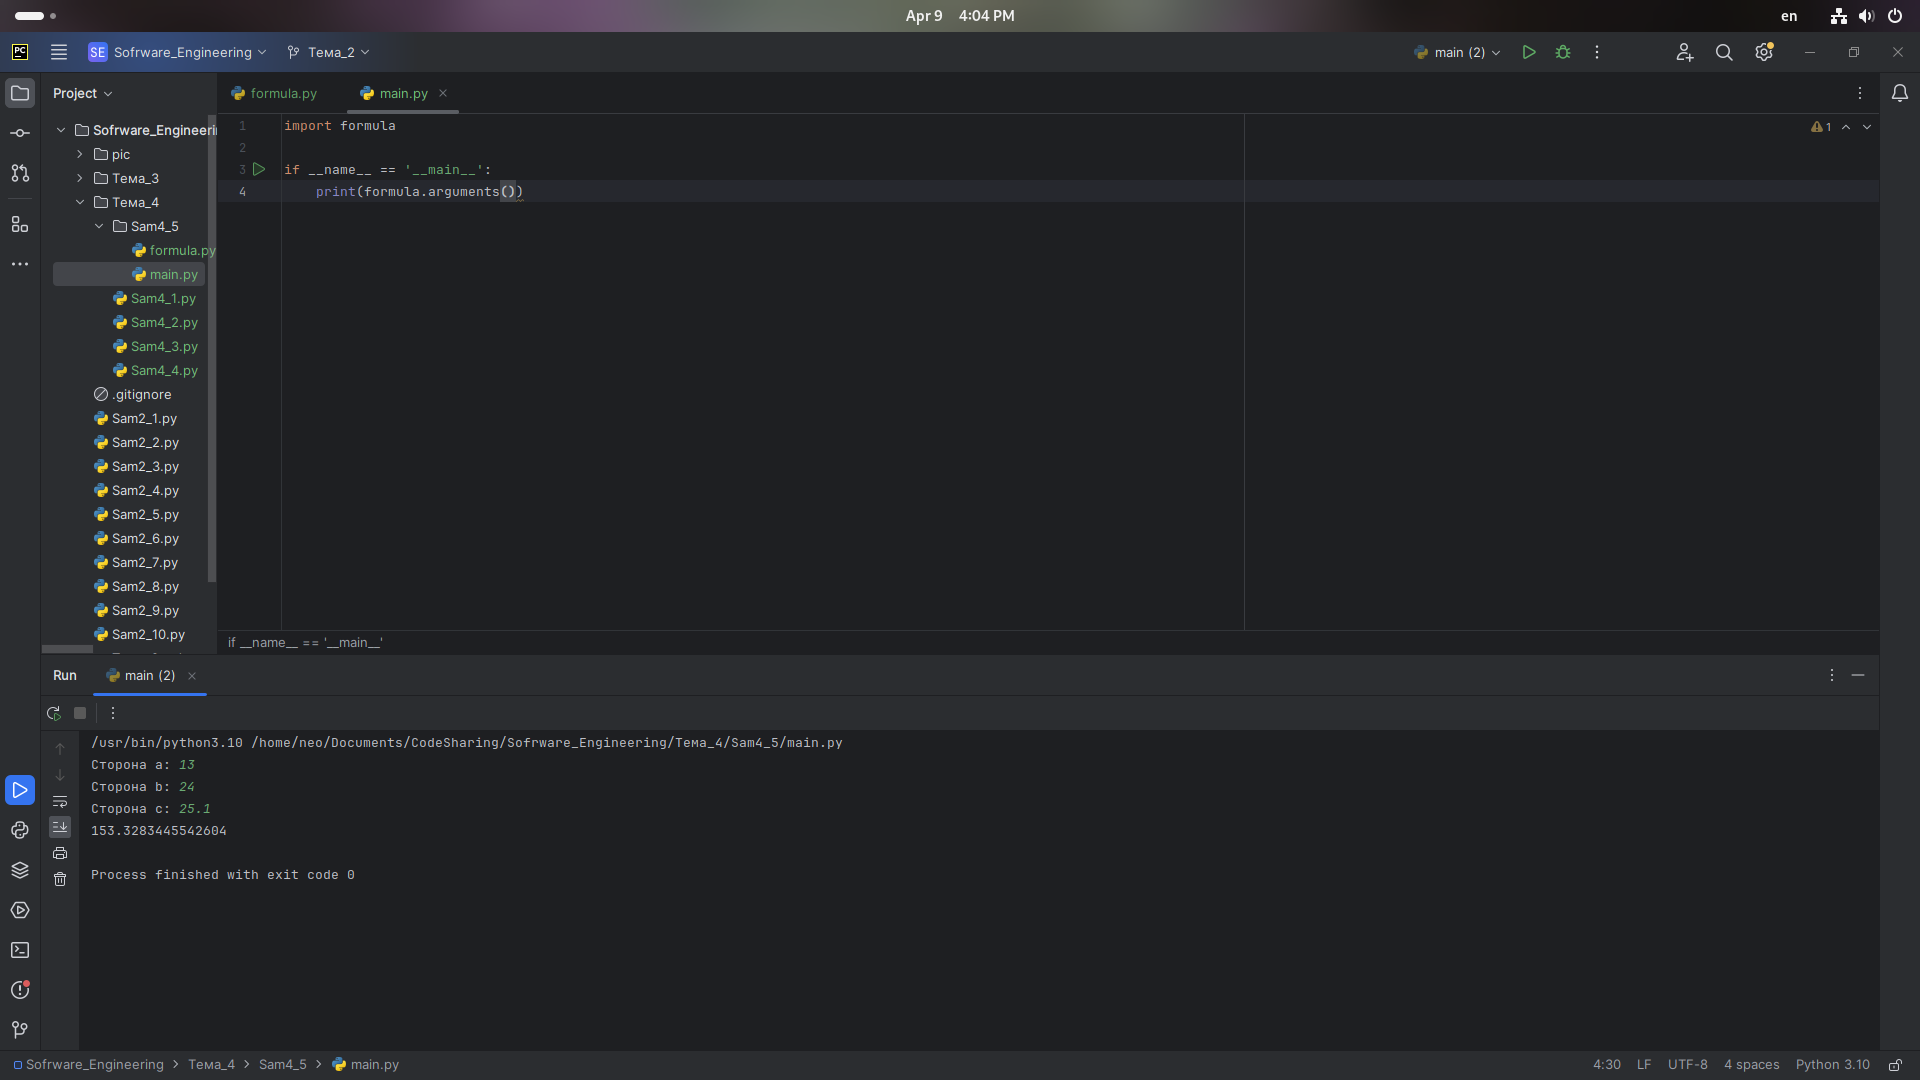 Apr 9 4:04 PM
en
PC
SE Sofrware_Engineering
Тема_2
main (2)
Project
formula.py
main.py
Sofrware_Engineeri
pic
Тема_3
Тема_4
Sam4_5
formula.py
main.py
Sam4_1.py
Sam4_2.py
Sam4_3.py
Sam4_4.py
.gitignore
Sam2_1.py
Sam2_2.py
Sam2_3.py
Sam2_4.py
Sam2_5.py
Sam2_6.py
Sam2_7.py
Sam2_8.py
Sam2_9.py
Sam2_10.py
1 import formula
2
3 if __name__ == '__main__':
4 print(formula.arguments())
1
if __name__ == '__main__'
Run
main (2)
/usr/bin/python3.10 /home/neo/Documents/CodeSharing/Sofrware_Engineering/Тема_4/Sam4_5/main.py
Сторона a: 13
Сторона b: 24
Сторона c: 25.1
153.3283445542604
Process finished with exit code 0
Sofrware_Engineering > Тема_4 > Sam4_5 > main.py
4:30 LF UTF-8 4 spaces Python 3.10